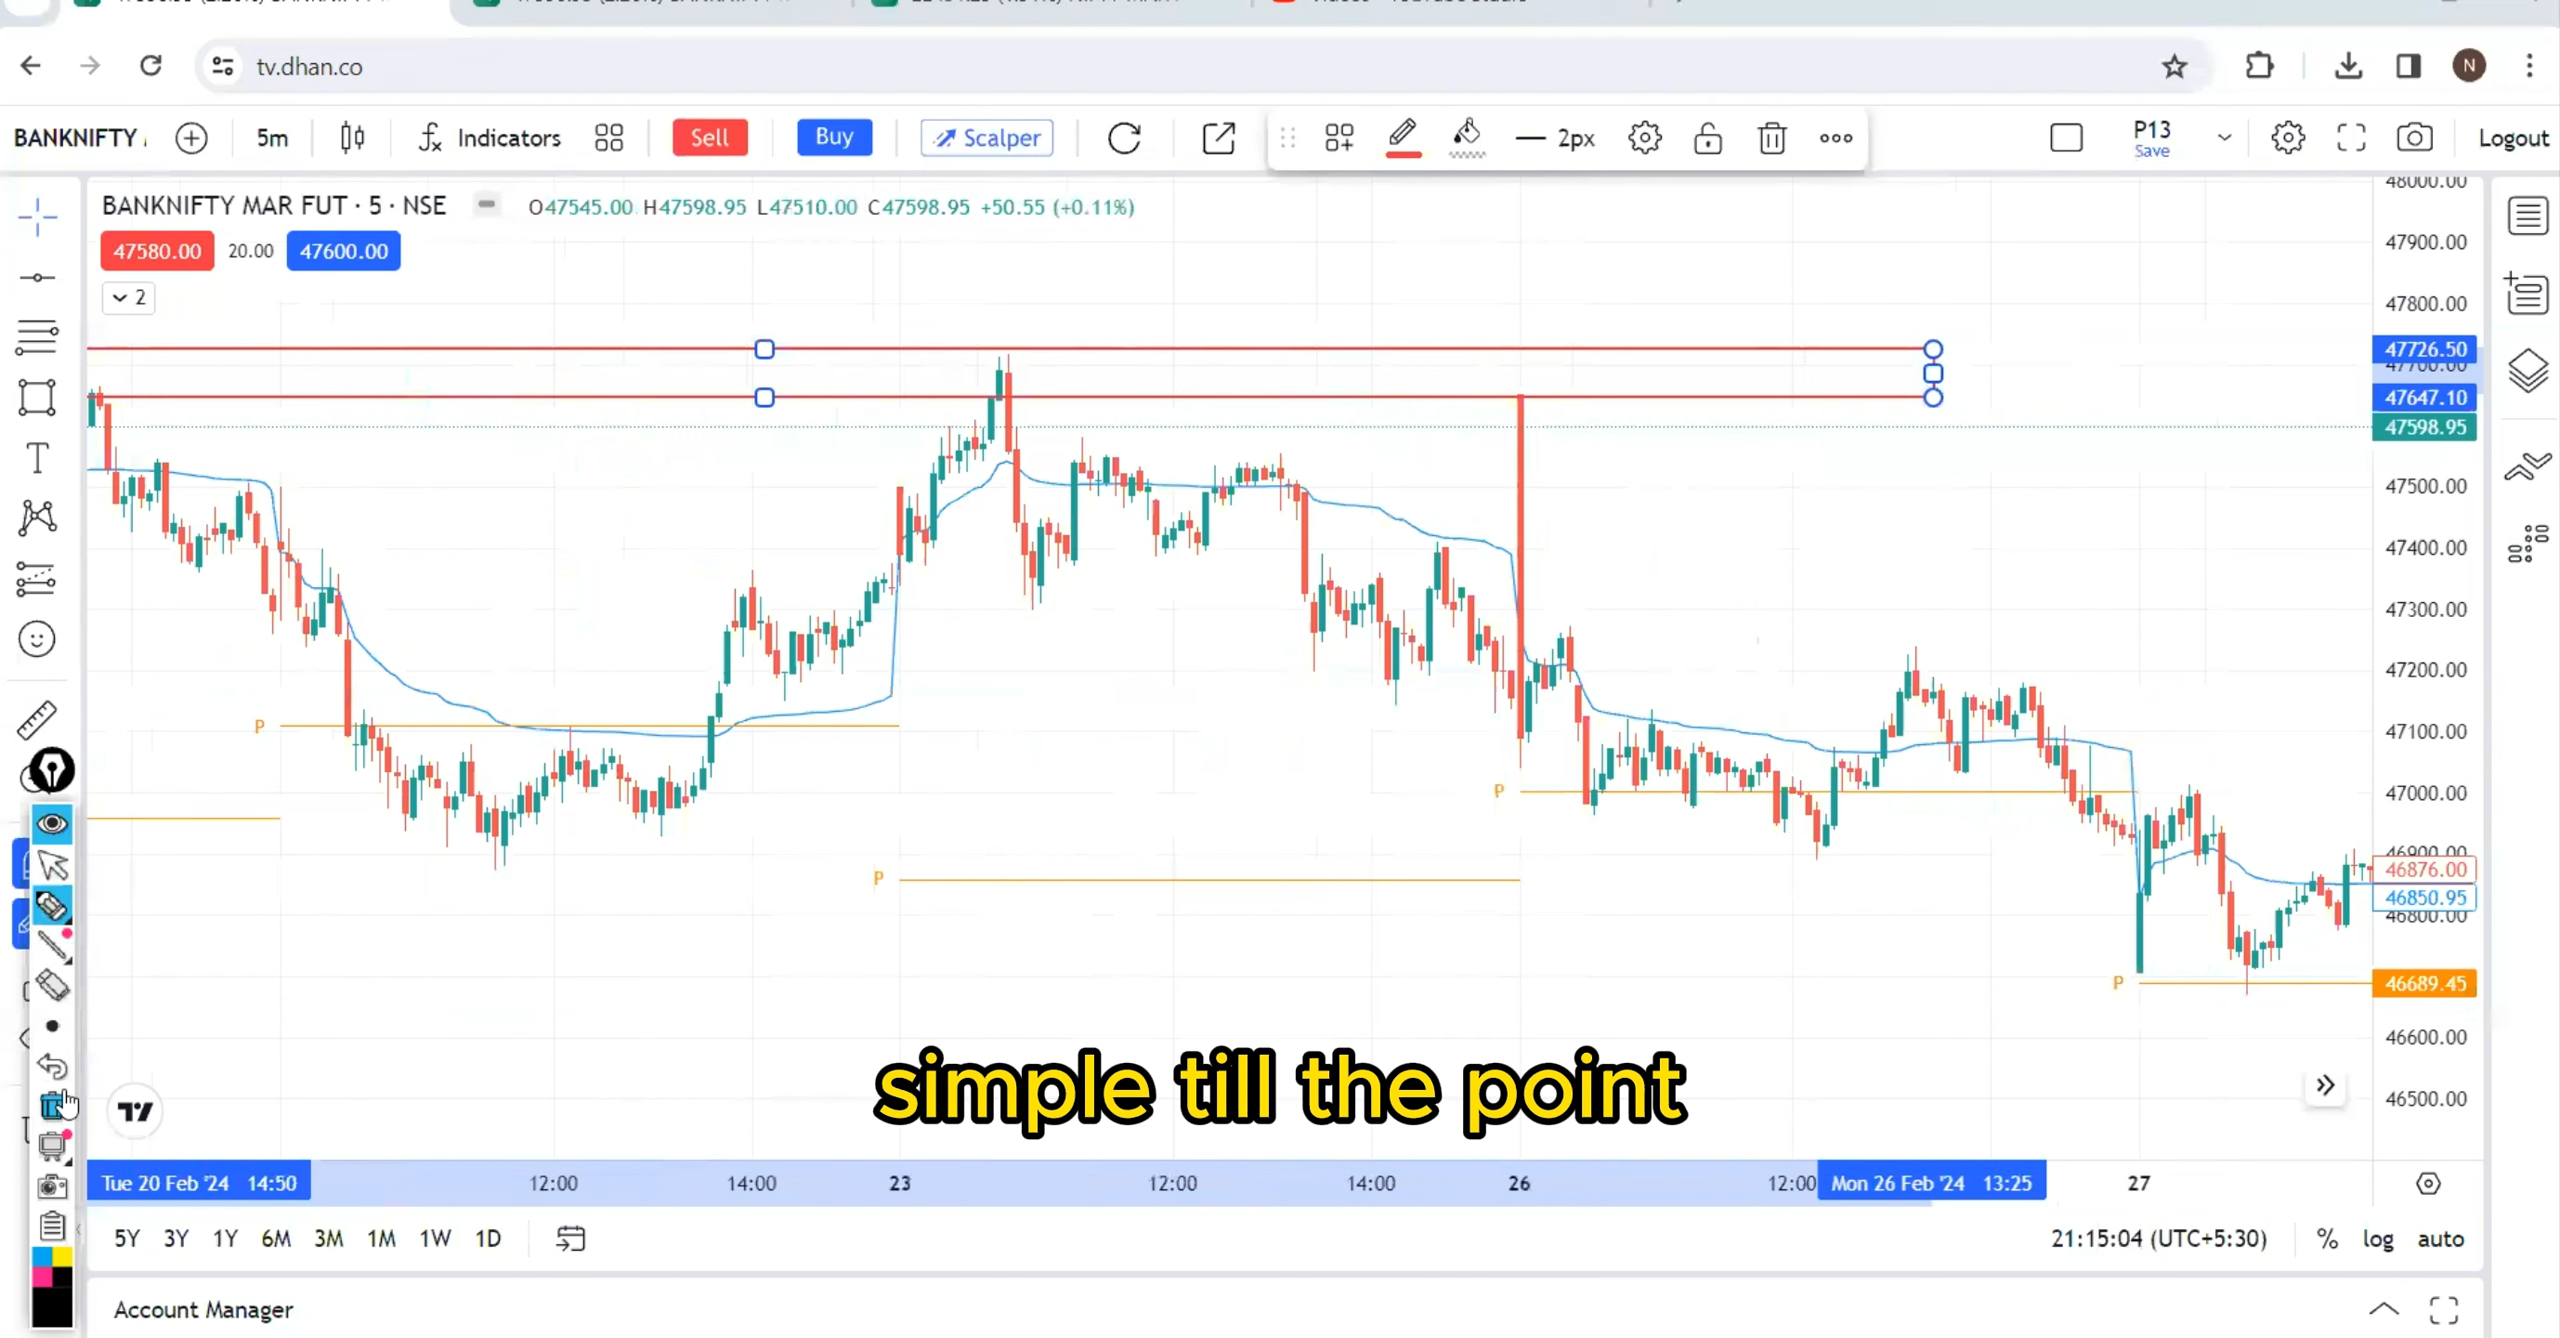 tv.dhan.co
N
BANKNIFTY
5m
Indicators
Sell
Buy
Scalper
2px
P13
Save
Logout
BANKNIFTY MAR FUT · 5 · NSE
O47545.00 H47598.95 L47510.00 C47598.95 +50.55 (+0.11%)
47580.00 20.00 47600.00
2
48000.00
47900.00
47800.00
47726.50
47700.00
47647.10
47598.95
47500.00
47400.00
47300.00
47200.00
47100.00
47000.00
46900.00
46876.00
46850.95
46800.00
46689.45
46600.00
46500.00
P
P
P
P
simple till the point
Tue 20 Feb '24 14:50
12:00
14:00
23
12:00
14:00
26
12:00
Mon 26 Feb '24 13:25
27
5Y 3Y 1Y 6M 3M 1M 1W 1D
21:15:04 (UTC+5:30)
% log auto
Account Manager